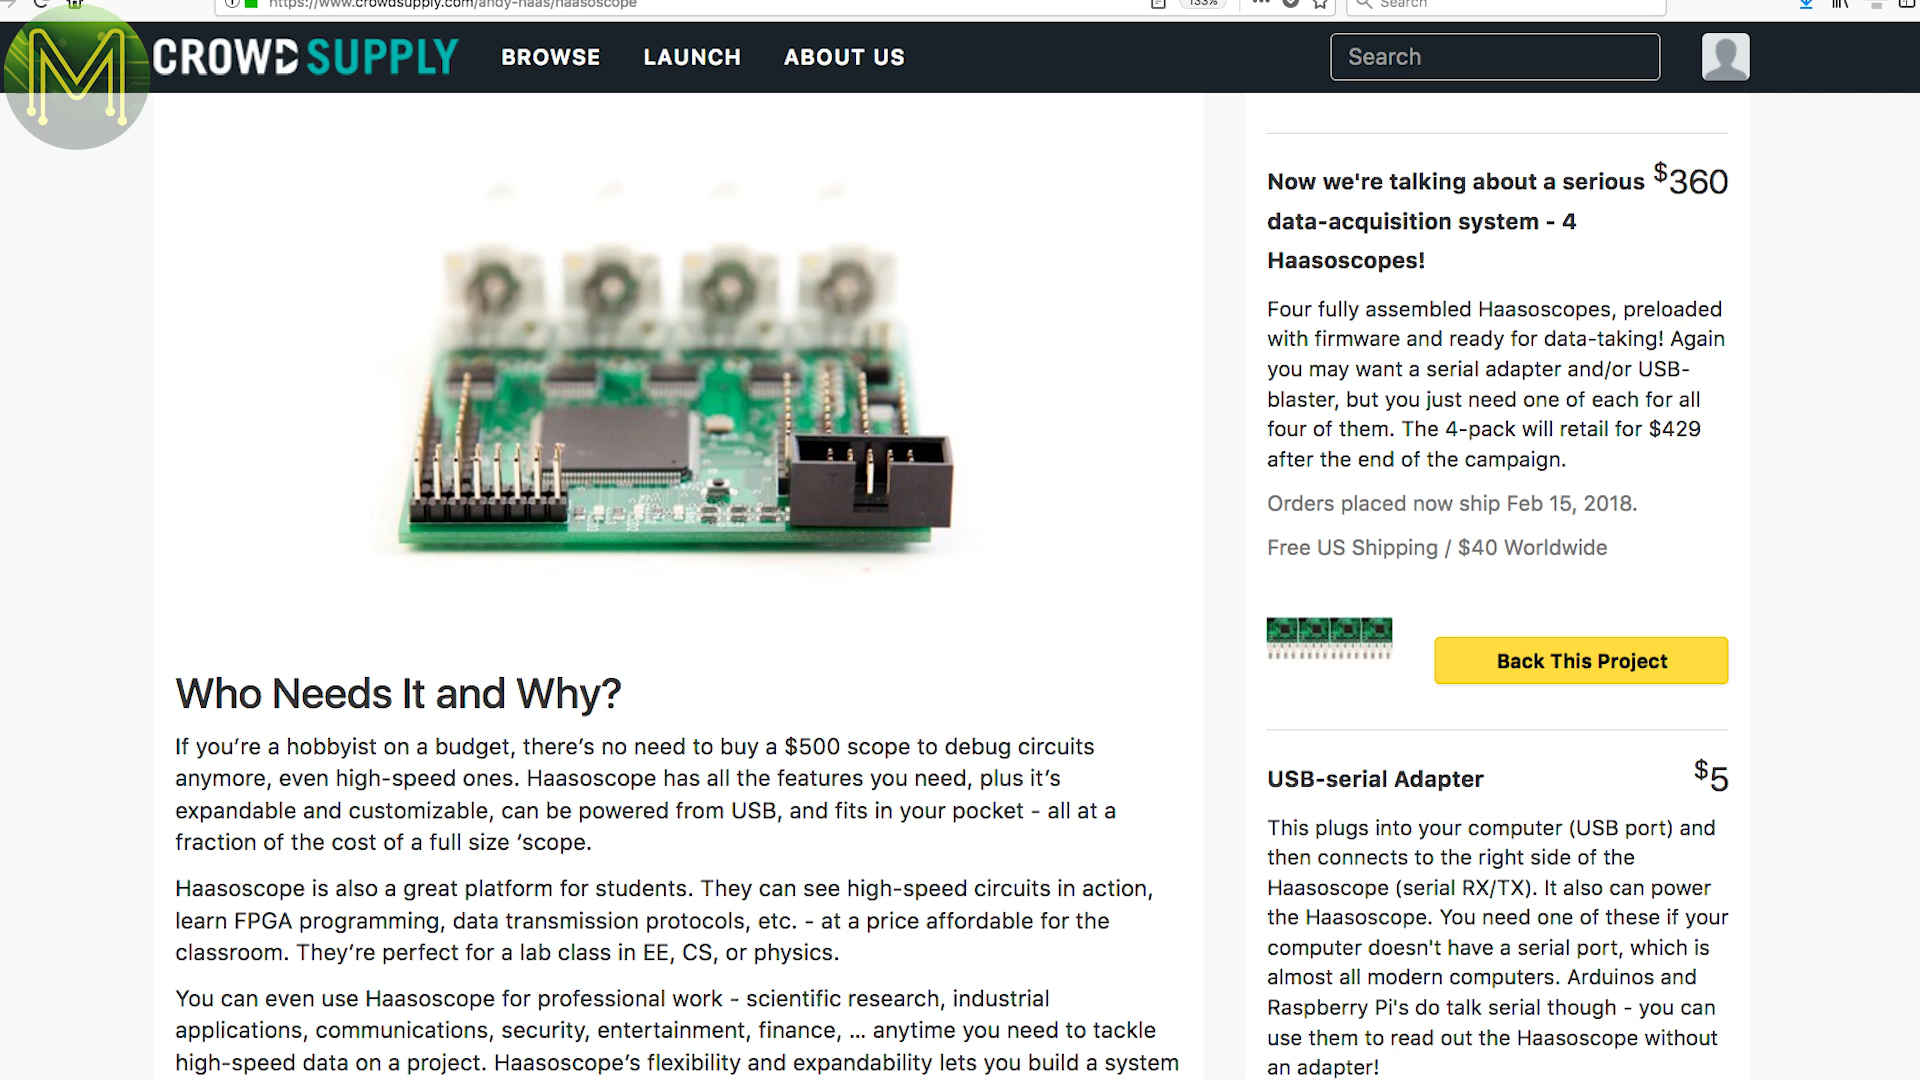 https://www.crowdsupply.com/andy-haas/haasoscope
133%
Search
M
CROWD SUPPLY
BROWSE
LAUNCH
ABOUT US
Search
Who Needs It and Why?
If you’re a hobbyist on a budget, there’s no need to buy a $500 scope to debug circuits
anymore, even high-speed ones. Haasoscope has all the features you need, plus it’s
expandable and customizable, can be powered from USB, and fits in your pocket - all at a
fraction of the cost of a full size ‘scope.
Haasoscope is also a great platform for students. They can see high-speed circuits in action,
learn FPGA programming, data transmission protocols, etc. - at a price affordable for the
classroom. They’re perfect for a lab class in EE, CS, or physics.
You can even use Haasoscope for professional work - scientific research, industrial
applications, communications, security, entertainment, finance, ... anytime you need to tackle
high-speed data on a project. Haasoscope’s flexibility and expandability lets you build a system
Now we're talking about a serious $360
data-acquisition system - 4
Haasoscopes!
Four fully assembled Haasoscopes, preloaded
with firmware and ready for data-taking! Again
you may want a serial adapter and/or USB-
blaster, but you just need one of each for all
four of them. The 4-pack will retail for $429
after the end of the campaign.
Orders placed now ship Feb 15, 2018.
Free US Shipping / $40 Worldwide
Back This Project
USB-serial Adapter $5
This plugs into your computer (USB port) and
then connects to the right side of the
Haasoscope (serial RX/TX). It also can power
the Haasoscope. You need one of these if your
computer doesn't have a serial port, which is
almost all modern computers. Arduinos and
Raspberry Pi's do talk serial though - you can
use them to read out the Haasoscope without
an adapter!